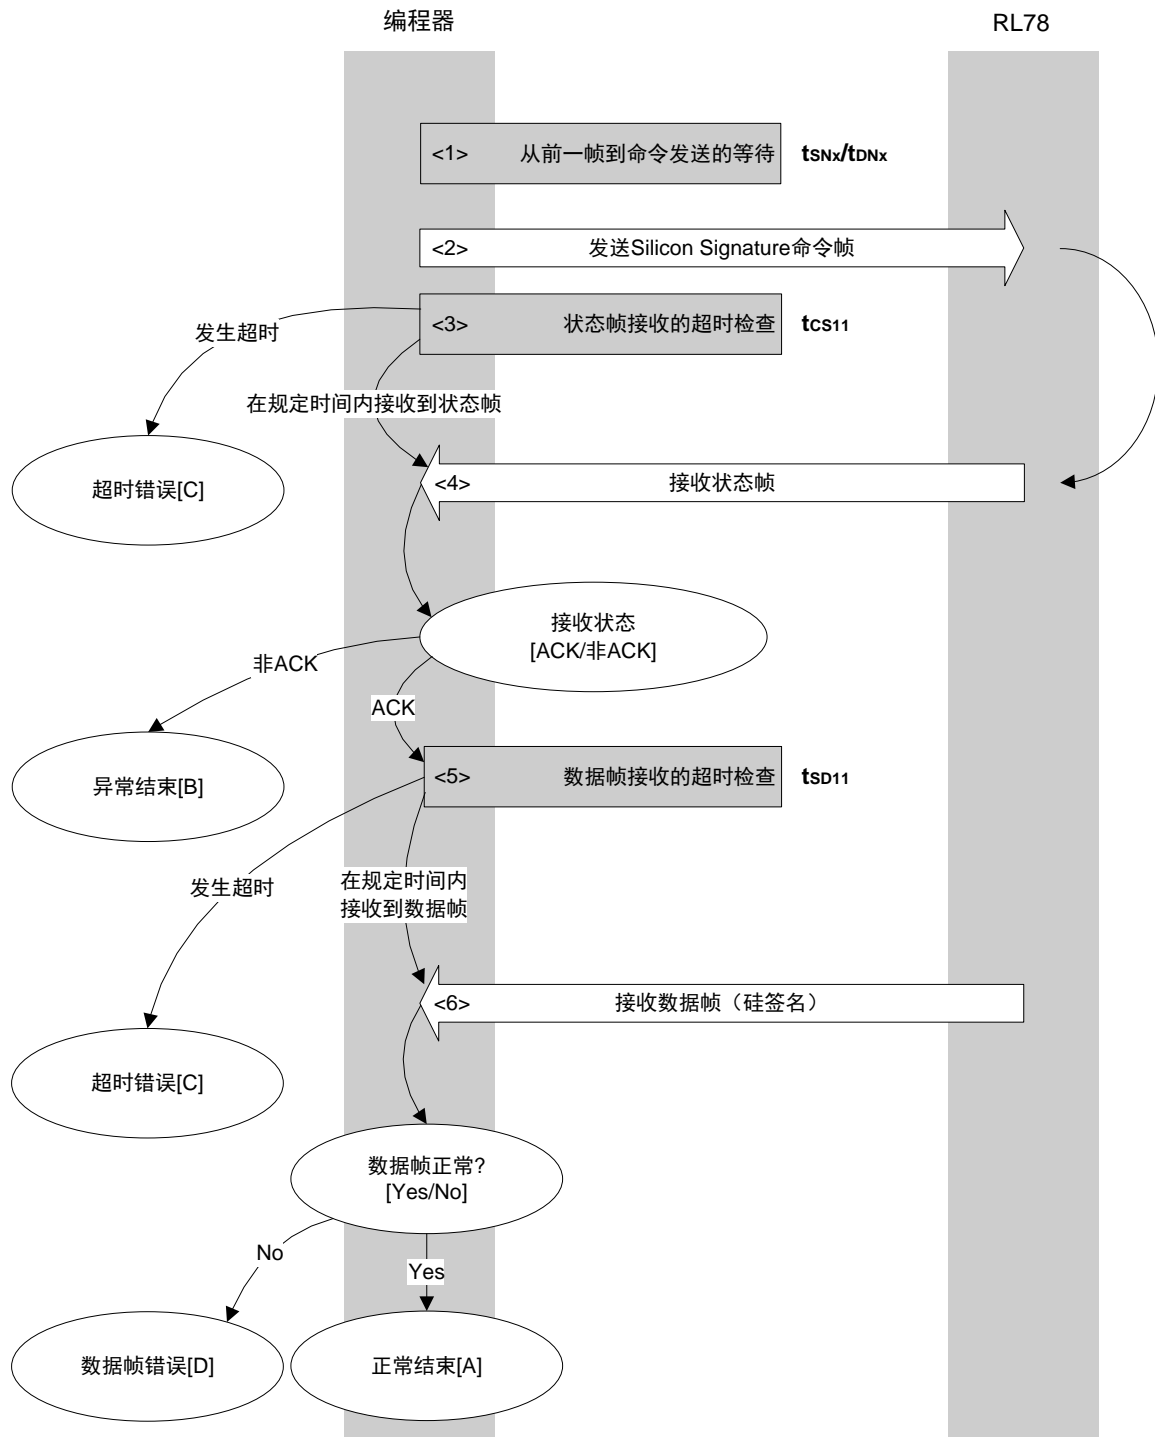 编程器
RL78
<1> 从前一帧到命令发送的等待 tSNx/tDNx
<2> 发送Silicon Signature命令帧
<3> 状态帧接收的超时检查 tCS11
发生超时
在规定时间内接收到状态帧
超时错误[C]
<4> 接收状态帧
接收状态
[ACK/非ACK]
非ACK
ACK
异常结束[B]
<5> 数据帧接收的超时检查 tSD11
发生超时
在规定时间内
接收到数据帧
<6> 接收数据帧（硅签名）
超时错误[C]
数据帧正常?
[Yes/No]
No
Yes
数据帧错误[D]
正常结束[A]